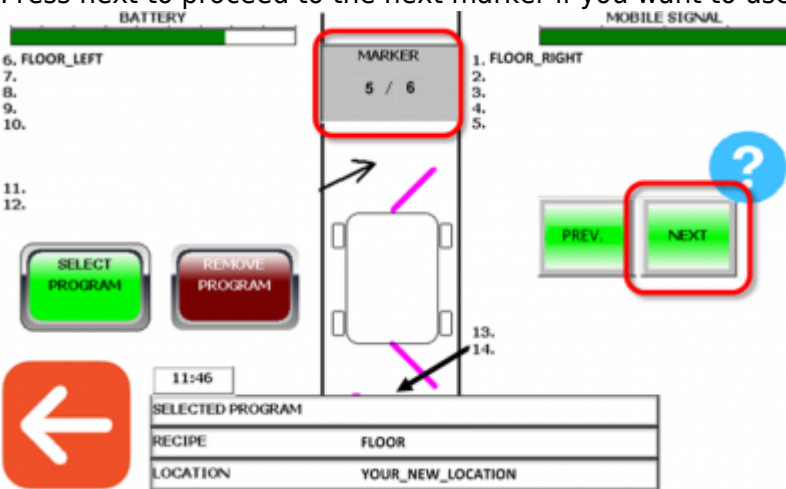 Press next to proceed to the next marker if you want to use
BATTERY
MOBILE SIGNAL
6. FLOOR_LEFT
7.
8.
9.
10.
MARKER
5 / 6
1. FLOOR_RIGHT
2.
3.
4.
5.
?
11.
12.
PREV.
NEXT
SELECT
PROGRAM
REMOVE
PROGRAM
13.
14.
11:46
SELECTED PROGRAM
RECIPE FLOOR
LOCATION YOUR_NEW_LOCATION